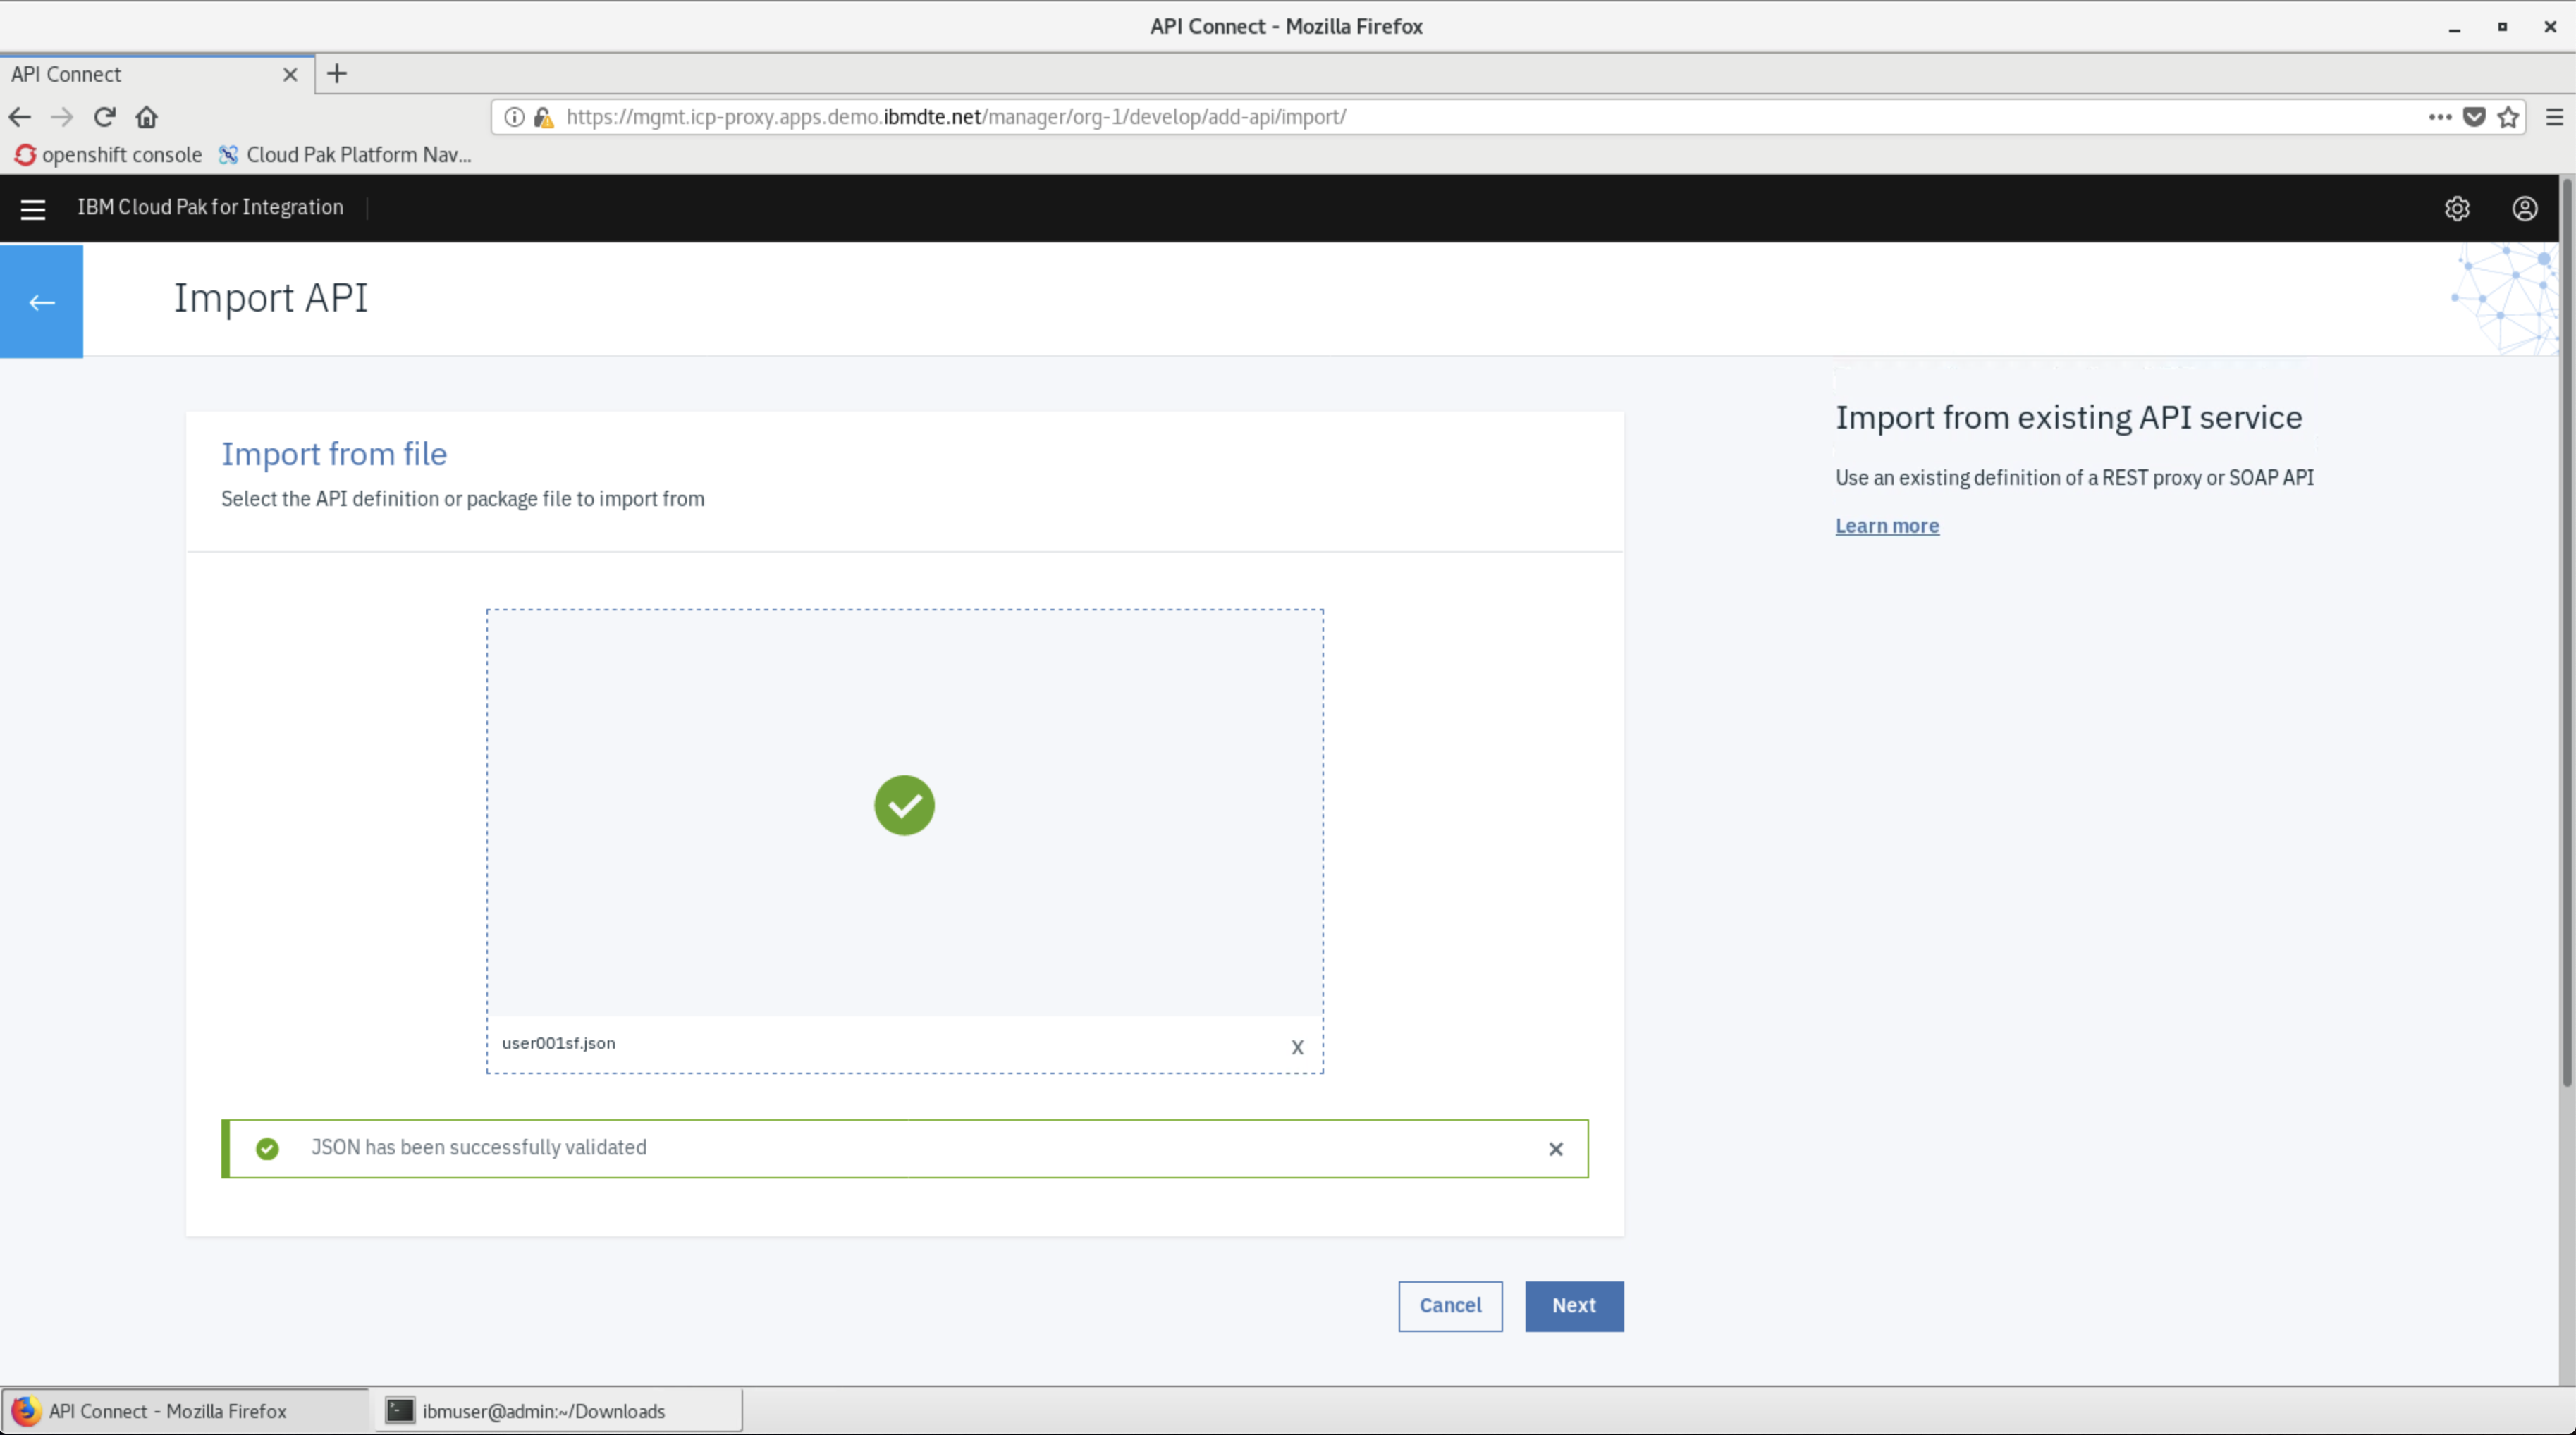 API Connect - Mozilla Firefox
API Connect
https://mgmt.icp-proxy.apps.demo.ibmdte.net/manager/org-1/develop/add-api/import/
openshift console Cloud Pak Platform Nav...
IBM Cloud Pak for Integration
Import API
Import from file
Select the API definition or package file to import from
Import from existing API service
Use an existing definition of a REST proxy or SOAP API
Learn more
user001sf.json X
JSON has been successfully validated
Cancel Next
API Connect - Mozilla Firefox ibmuser@admin:~/Downloads